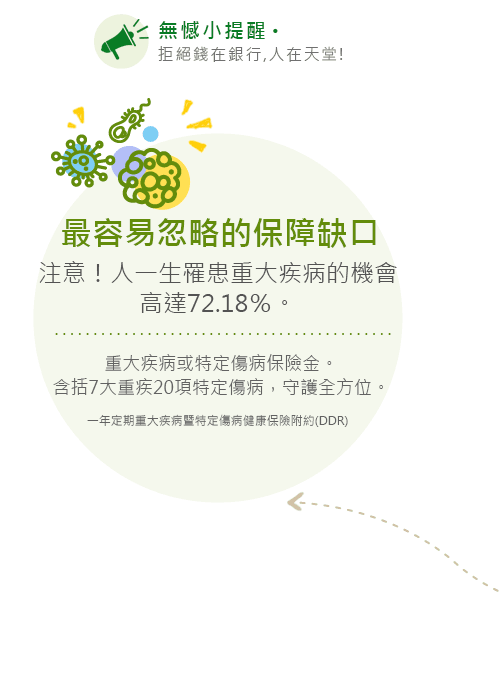 無憾小提醒•
拒絕錢在銀行,人在天堂!
最容易忽略的保障缺口
注意！人一生罹患重大疾病的機會
高達72.18%。
重大疾病或特定傷病保險金。
含括7大重疾20項特定傷病，守護全方位。
一年定期重大疾病暨特定傷病健康保險附約(DDR)